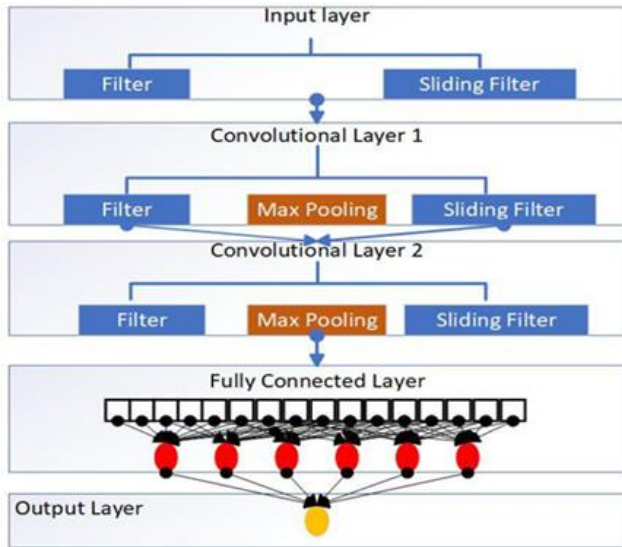 Input layer
Filter
Sliding Filter
Convolutional Layer 1
Filter
Max Pooling
Sliding Filter
Convolutional Layer 2
Filter
Max Pooling
Sliding Filter
Fully Connected Layer
Output Layer